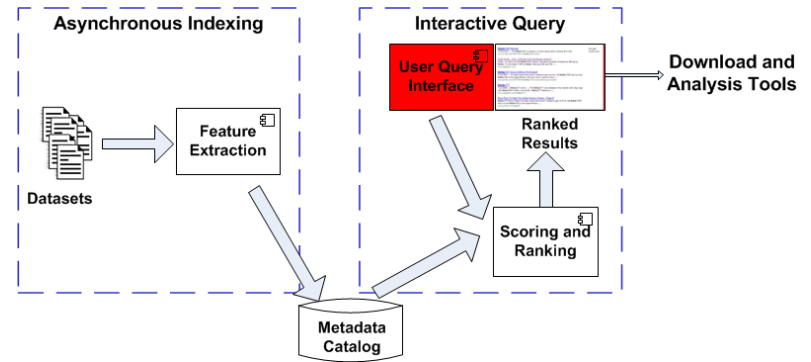 Asynchronous Indexing
Interactive Query
User Query
Interface
Download and
Analysis Tools
Feature
Extraction
Ranked
Results
Datasets
Scoring and
Ranking
Metadata
Catalog